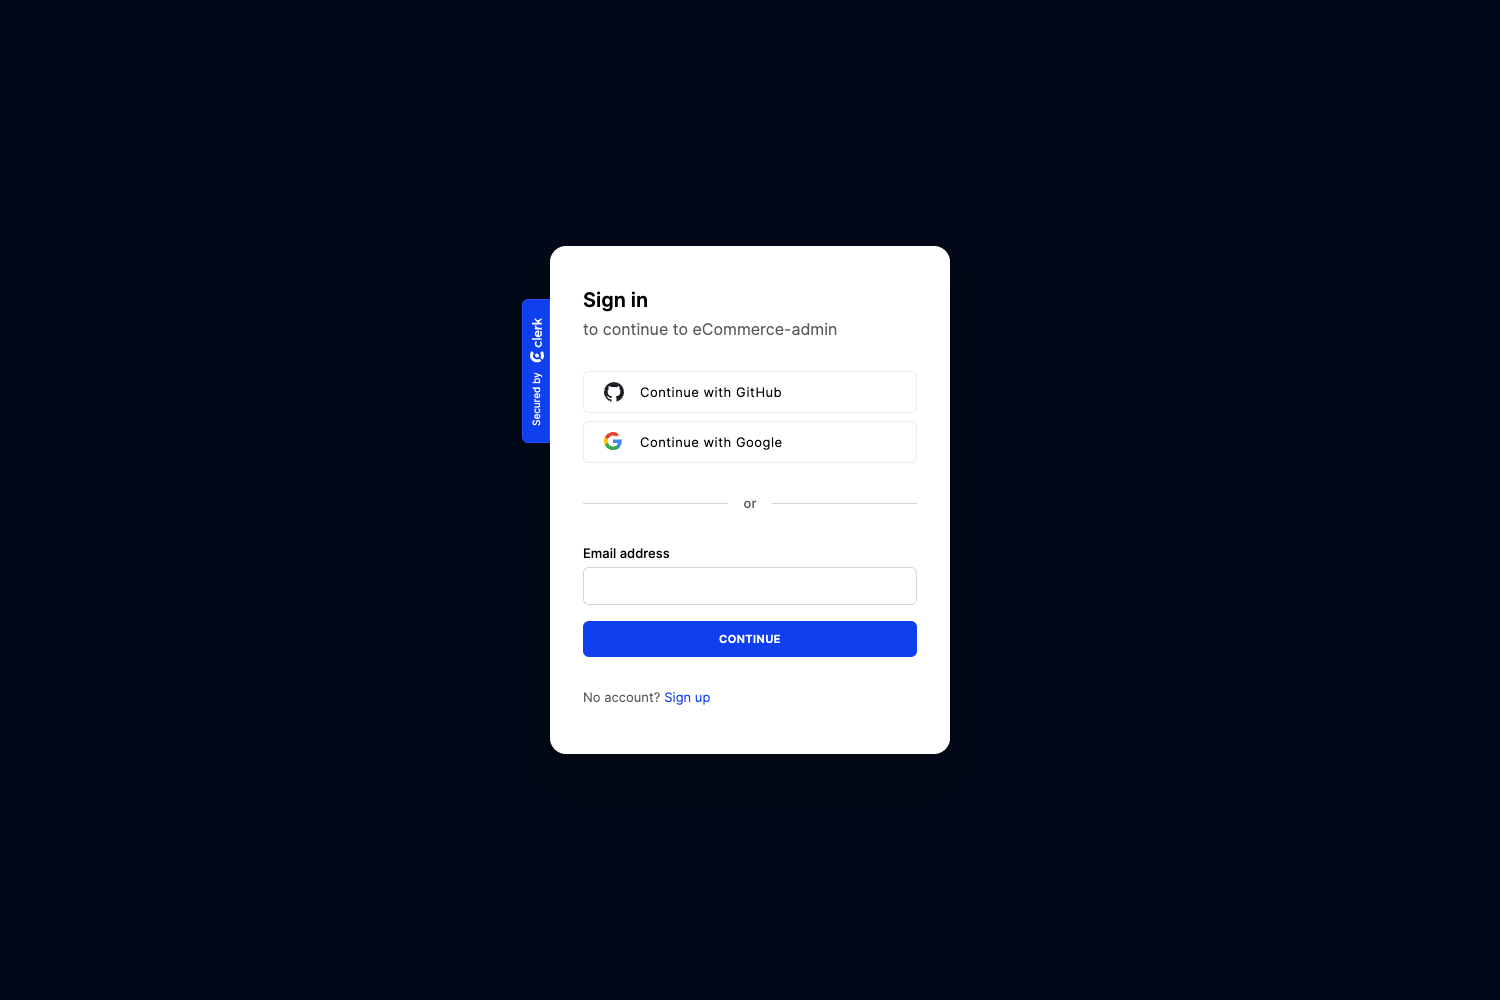 Sign in
to continue to eCommerce-admin
Secured by clerk
Continue with GitHub
Continue with Google
or
Email address
CONTINUE
No account? Sign up